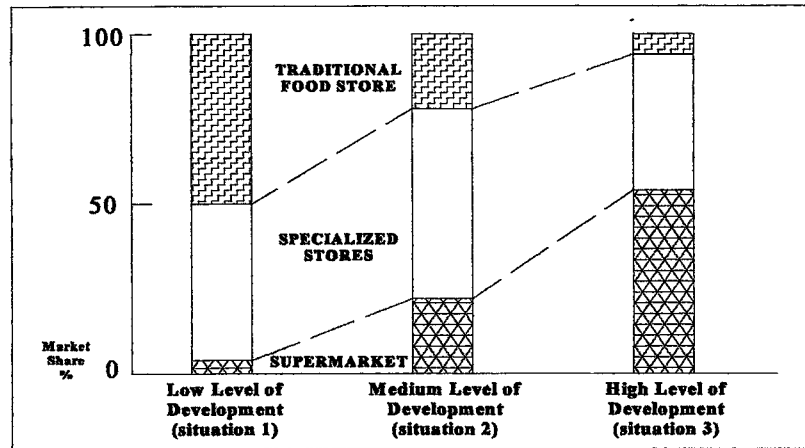 100
TRADITIONAL
FOOD STORE
50
SPECIALIZED
STORES
Market
Share
%
0
SUPERMARKET
Low Level of
Development
(situation 1)
Medium Level of
Development
(situation 2)
High Level of
Development
(situation 3)